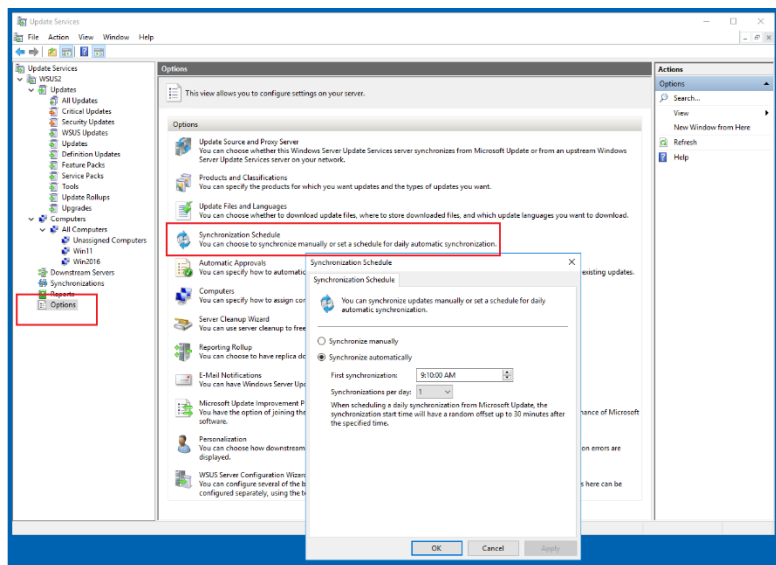 Update Services
File Action View Window Help
Update Services
WSUS2
Updates
All Updates
Critical Updates
Security Updates
WSUS Updates
Updates
Definition Updates
Feature Packs
Service Packs
Tools
Update Rollups
Upgrades
Computers
All Computers
Unassigned Computers
Win11
Win2016
Downstream Servers
Synchronizations
Reports
Options
Options
This view allows you to configure settings on your server.
Options
Update Source and Proxy Server
You can choose whether this Windows Server Update Services server synchronizes from Microsoft Update or from an upstream Windows
Server Update Services server on your network.
Products and Classifications
You can specify the products for which you want updates and the types of updates you want.
Update Files and Languages
You can choose whether to download update files, where to store downloaded files, and which update languages you want to download.
Synchronization Schedule
You can choose to synchronize manually or set a schedule for daily automatic synchronization.
Automatic Approvals
You can specify how to automatic
existing updates.
Computers
You can specify how to assign con
Server Cleanup Wizard
You can use server cleanup to free
Reporting Rollup
You can choose to have replica do
E-Mail Notifications
You can have Windows Server Upd
Microsoft Update Improvement P
You have the option of joining the
nance of Microsoft
software.
Personalization
You can choose how downstream
on errors are
displayed.
WSUS Server Configuration Wizard
You can configure several of the b
s here can be
configured separately, using the t
Synchronization Schedule
Synchronization Schedule
You can synchronize updates manually or set a schedule for daily
automatic synchronization.
Synchronize manually
Synchronize automatically
First synchronization: 9:10:00 AM
Synchronizations per day: 1
When scheduling a daily synchronization from Microsoft Update, the
synchronization start time will have a random offset up to 30 minutes after
the specified time.
OK Cancel Apply
Actions
Options
Search...
View
New Window from Here
Refresh
Help